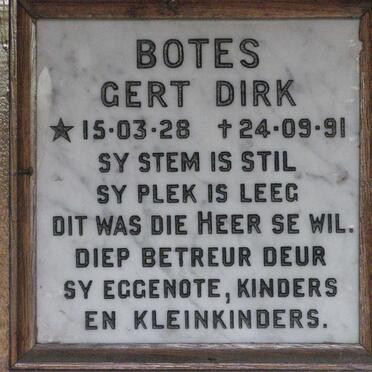 BOTES
GERT DIRK
★ 15·03·28 ✝ 24·09·91
SY STEM IS STIL
SY PLEK IS LEEG
DIT WAS DIE HEER SE WIL.
DIEP BETREUR DEUR
SY EGGENOTE, KINDERS
EN KLEINKINDERS.